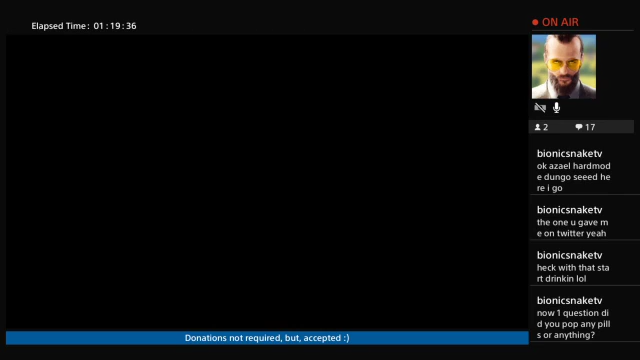 Elapsed Time: 01:19:36
ON AIR
2 17
bionicsnaketv
ok azael hardmod
e dungo seeed he
re i go
bionicsnaketv
the one u gave m
e on twitter yeah
bionicsnaketv
heck with that sta
rt drinkin lol
bionicsnaketv
now 1 question di
d you pop any pill
s or anything?
Donations not required, but, accepted :)